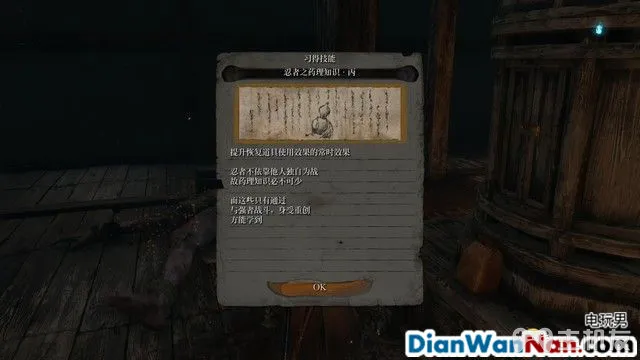 习得技能
忍者之药理知识·丙
提升恢复道具使用效果的常时效果
忍者不依靠他人独自为战
故药理知识必不可少
而这些只有通过
与强者战斗，身受重创
方能学到
OK
电玩男
DianWanNan.com